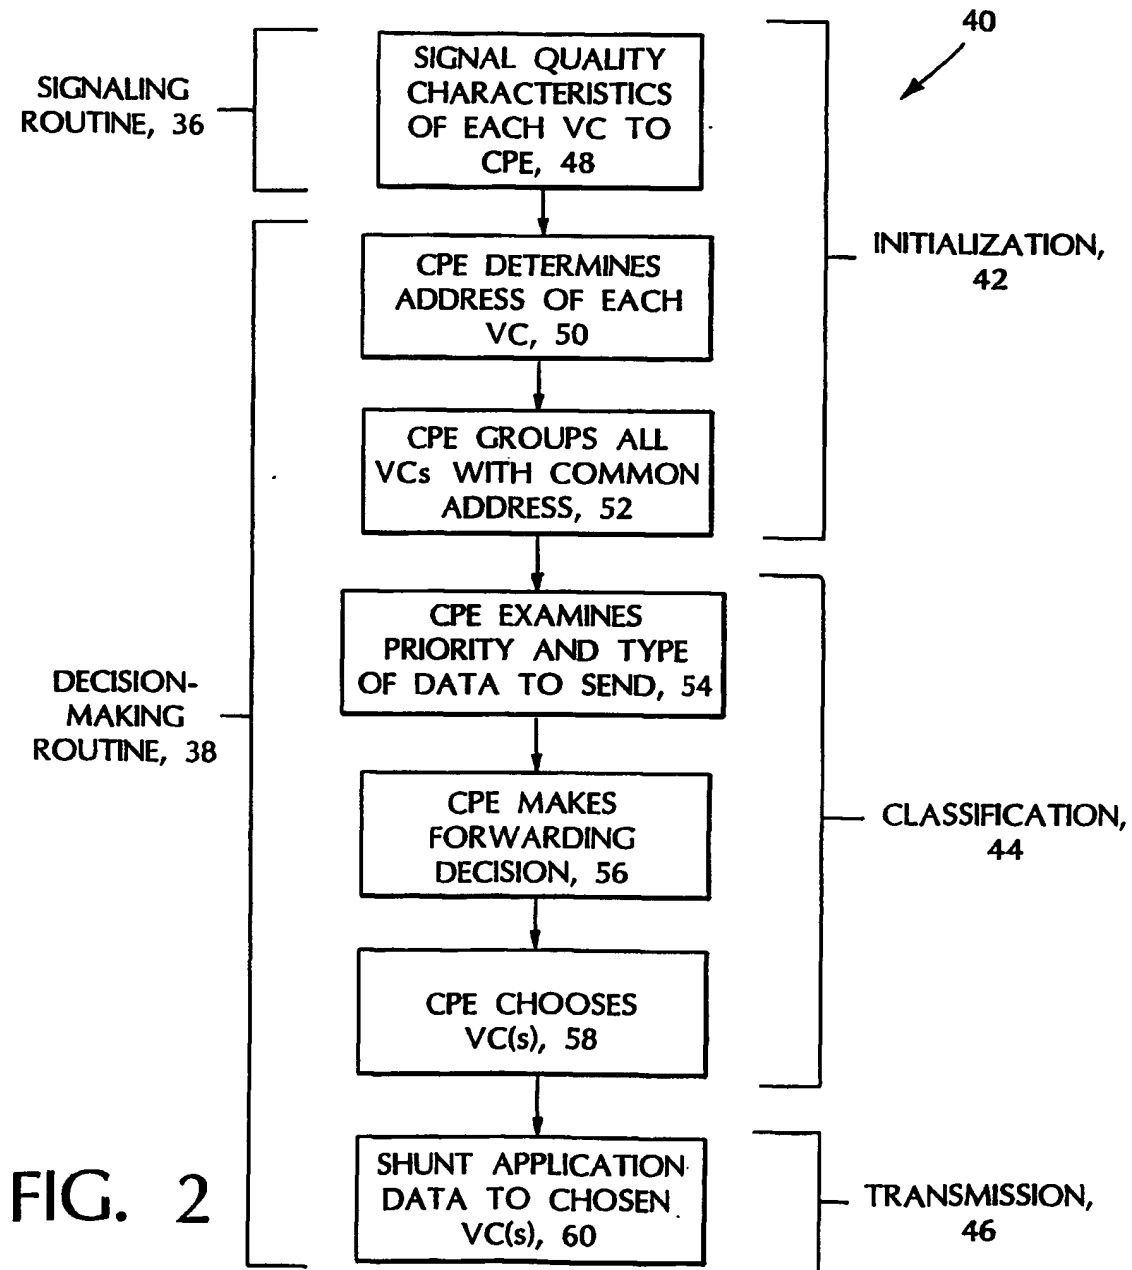 40
SIGNALING
ROUTINE, 36
SIGNAL QUALITY
CHARACTERISTICS
OF EACH VC TO
CPE, 48
CPE DETERMINES
ADDRESS OF EACH
VC, 50
INITIALIZATION,
42
CPE GROUPS ALL
VCs WITH COMMON
ADDRESS, 52
DECISION-
MAKING
ROUTINE, 38
CPE EXAMINES
PRIORITY AND TYPE
OF DATA TO SEND, 54
CPE MAKES
FORWARDING
DECISION, 56
CLASSIFICATION,
44
CPE CHOOSES
VC(s), 58
SHUNT APPLICATION
DATA TO CHOSEN
VC(s), 60
TRANSMISSION,
46
FIG. 2